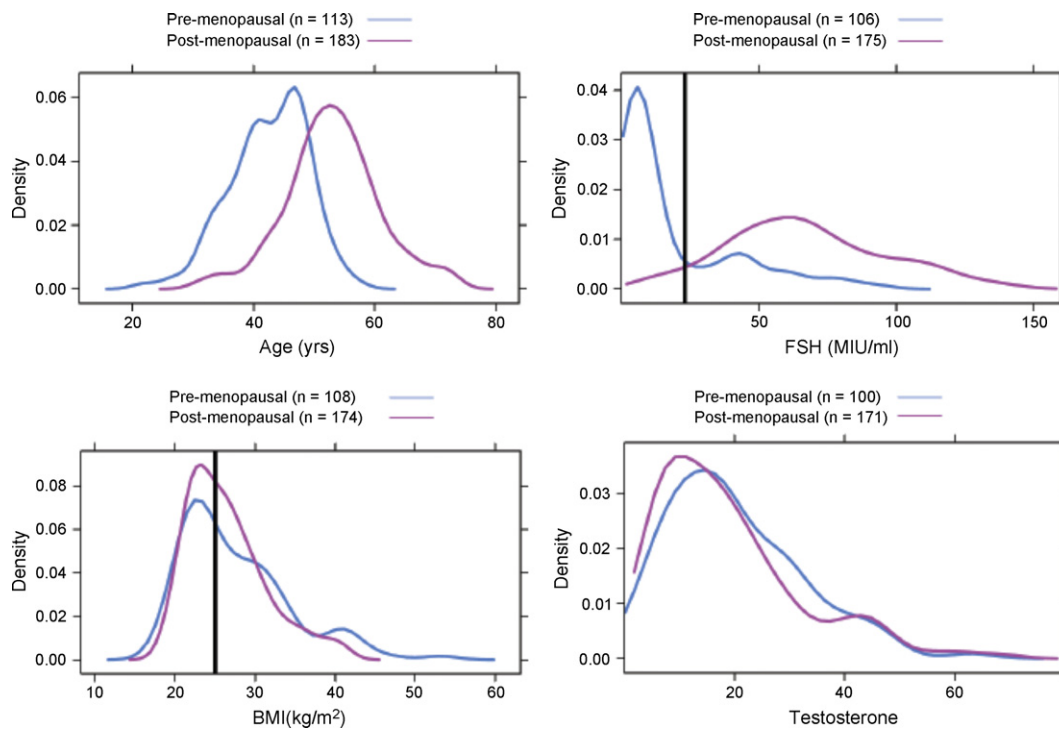 Pre-menopausal (n = 113)
Post-menopausal (n = 183)
0.06
0.04
0.02
0.00
Density
20 40 60 80
Age (yrs)
Pre-menopausal (n = 106)
Post-menopausal (n = 175)
0.04
0.03
0.02
0.01
0.00
Density
50 100 150
FSH (MIU/ml)
Pre-menopausal (n = 108)
Post-menopausal (n = 174)
0.08
0.06
0.04
0.02
0.00
Density
10 20 30 40 50 60
BMI(kg/m²)
Pre-menopausal (n = 100)
Post-menopausal (n = 171)
0.03
0.02
0.01
0.00
Density
20 40 60
Testosterone